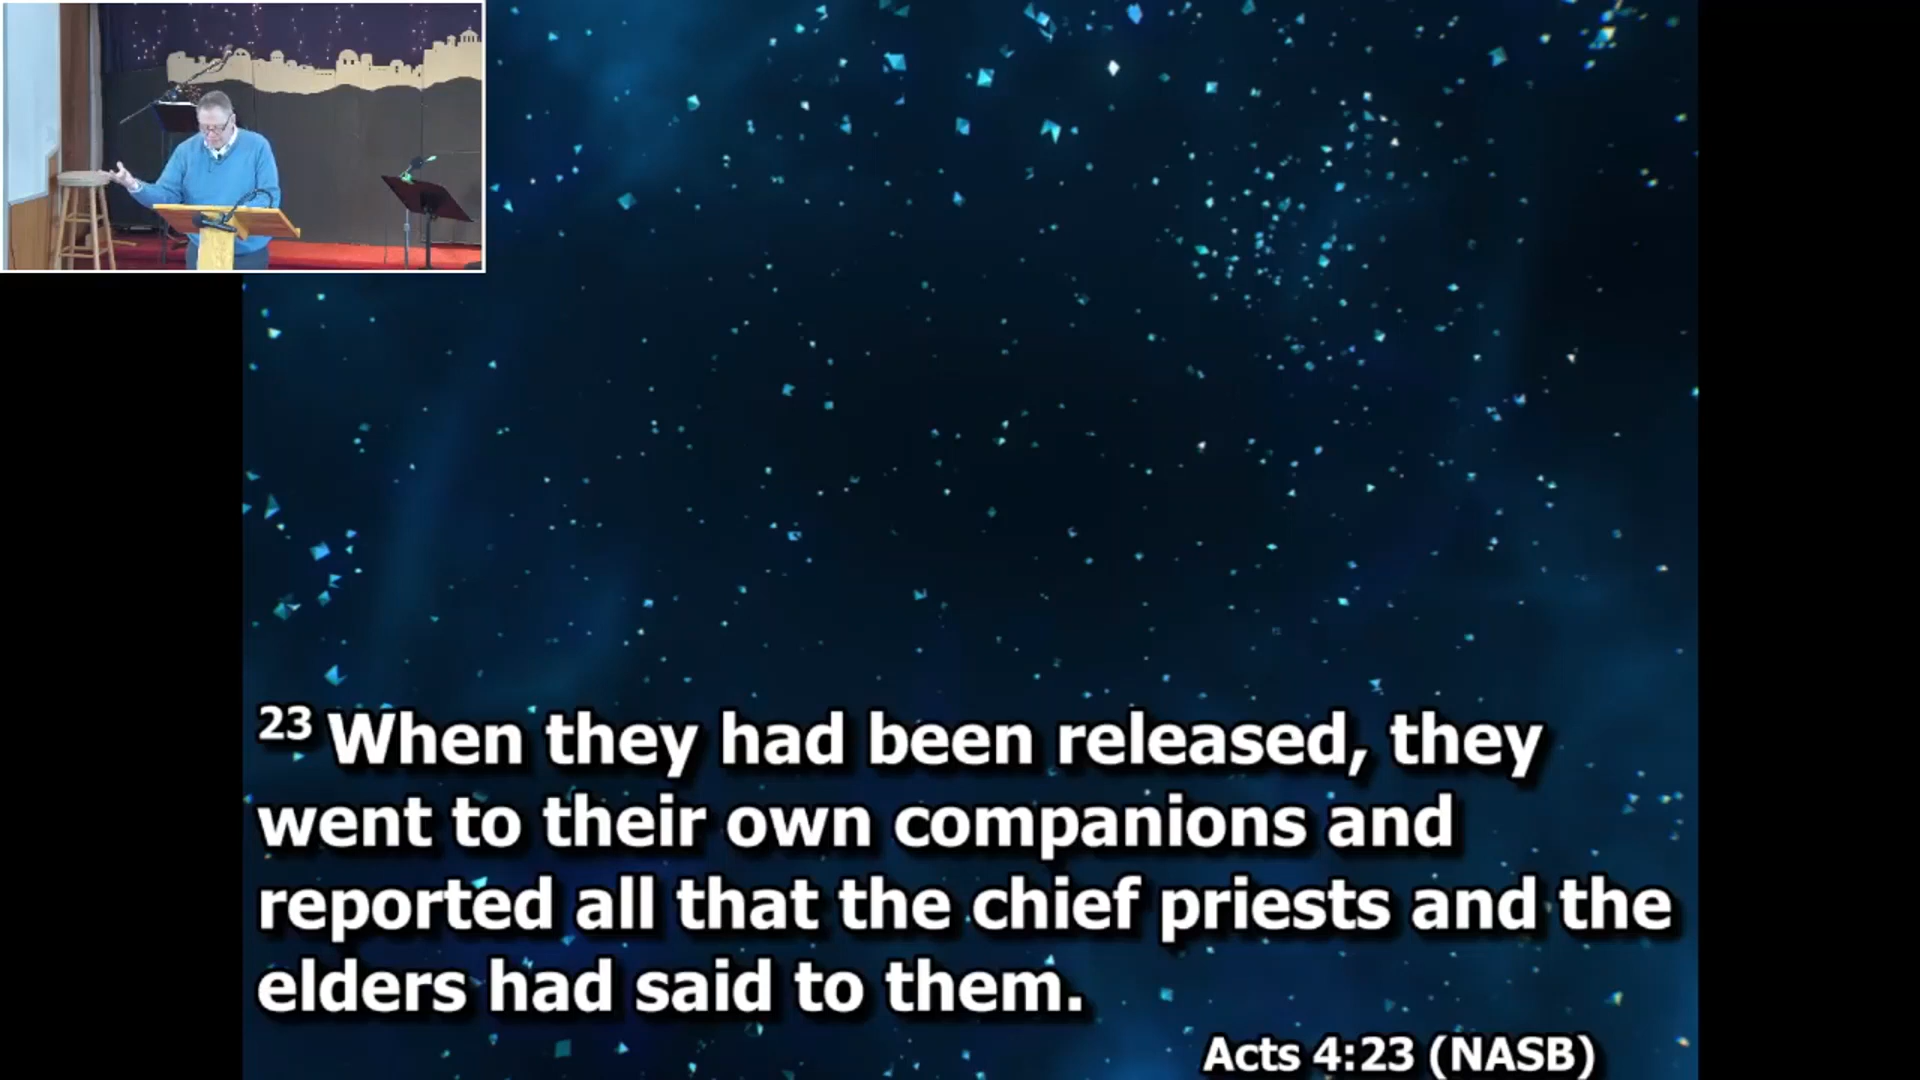 23 When they had been released, they
went to their own companions and
reported all that the chief priests and the
elders had said to them.
Acts 4:23 (NASB)